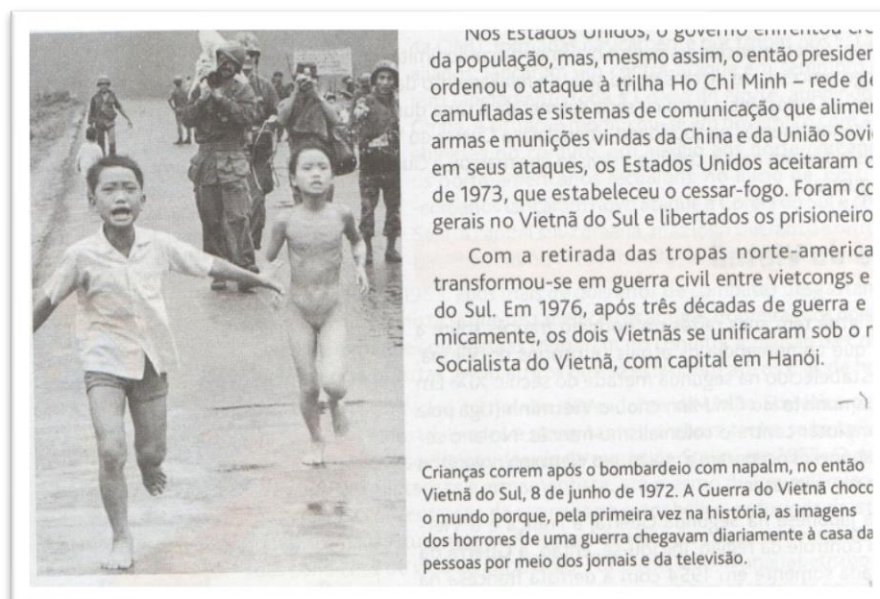 Nos Estados Unidos, o governo enfrentou
da população, mas, mesmo assim, o então presiden
ordenou o ataque à trilha Ho Chi Minh – rede de
camufladas e sistemas de comunicação que alimen
armas e munições vindas da China e da União Sovi
em seus ataques, os Estados Unidos aceitaram o
de 1973, que estabeleceu o cessar-fogo. Foram co
gerais no Vietnã do Sul e libertados os prisioneiro
Com a retirada das tropas norte-america
transformou-se em guerra civil entre vietcongs e
do Sul. Em 1976, após três décadas de guerra e
micamente, os dois Vietnãs se unificaram sob o
Socialista do Vietnã, com capital em Hanói.
Crianças correm após o bombardeio com napalm, no então
Vietnã do Sul, 8 de junho de 1972. A Guerra do Vietnã choco
o mundo porque, pela primeira vez na história, as imagens
dos horrores de uma guerra chegavam diariamente à casa da
pessoas por meio dos jornais e da televisão.